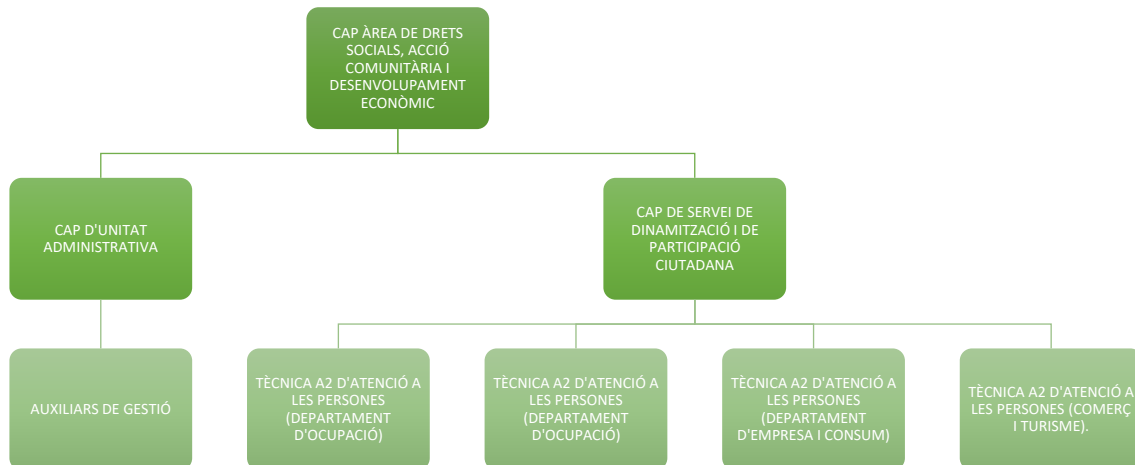 CAP ÀREA DE DRETS
SOCIALS, ACCIÓ
COMUNITÀRIA I
DESENVOLUPAMENT
ECONÒMIC
CAP D'UNITAT
ADMINISTRATIVA
CAP DE SERVEI DE
DINAMITZACIÓ I DE
PARTICIPACIÓ
CIUTADANA
AUXILIARS DE GESTIÓ
TÈCNICA A2 D'ATENCIÓ A
LES PERSONES
(DEPARTAMENT
D'OCUPACIÓ)
TÈCNICA A2 D'ATENCIÓ A
LES PERSONES
(DEPARTAMENT
D'OCUPACIÓ)
TÈCNICA A2 D'ATENCIÓ A
LES PERSONES
(DEPARTAMENT
D'EMPRESA I CONSUM)
TÈCNICA A2 D'ATENCIÓ A
LES PERSONES (COMERÇ
I TURISME).